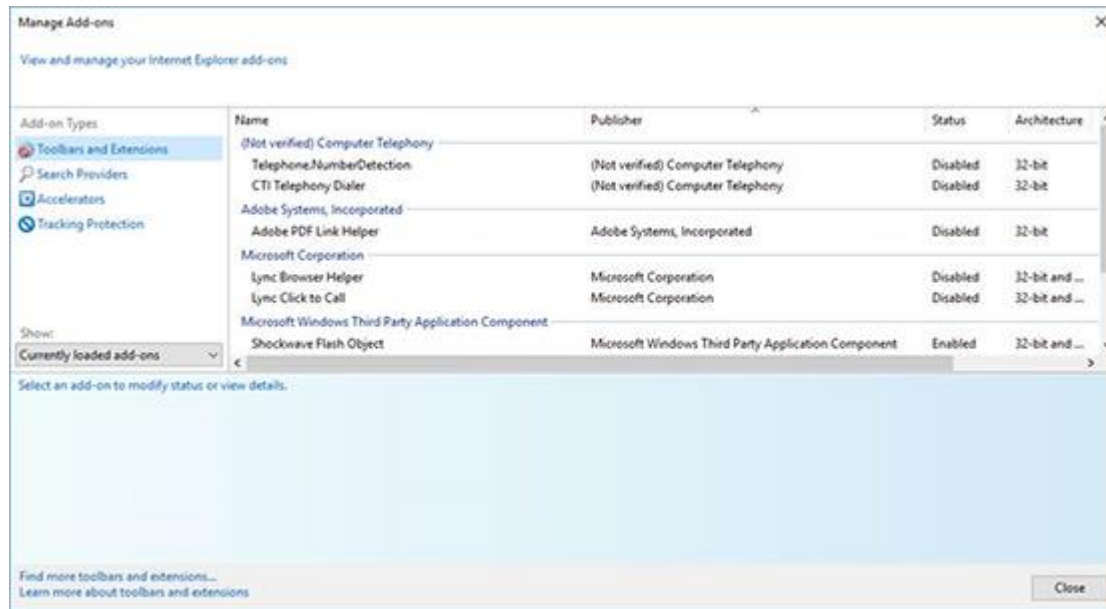 Manage Add-ons
View and manage your Internet Explorer add-ons
Add-on Types
Toolbars and Extensions
Search Providers
Accelerators
Tracking Protection
Show:
Currently loaded add-ons
Name Publisher Status Architecture
(Not verified) Computer Telephony
Telephone.NumberDetection (Not verified) Computer Telephony Disabled 32-bit
CTI Telephony Dialer (Not verified) Computer Telephony Disabled 32-bit
Adobe Systems, Incorporated
Adobe PDF Link Helper Adobe Systems, Incorporated Disabled 32-bit
Microsoft Corporation
Lync Browser Helper Microsoft Corporation Disabled 32-bit and ...
Lync Click to Call Microsoft Corporation Disabled 32-bit and ...
Microsoft Windows Third Party Application Component
Shockwave Flash Object Microsoft Windows Third Party Application Component Enabled 32-bit and ...
Select an add-on to modify status or view details.
Find more toolbars and extensions...
Learn more about toolbars and extensions
Close